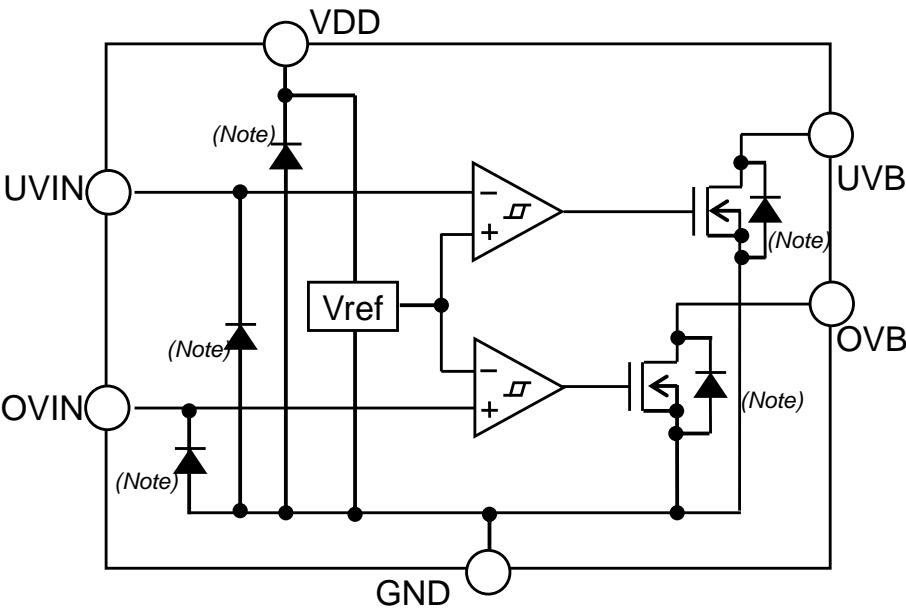 VDD
(Note)
UVIN
UVB
(Note)
−
+
Vref
OVB
(Note)
−
OVIN
+
(Note)
(Note)
GND